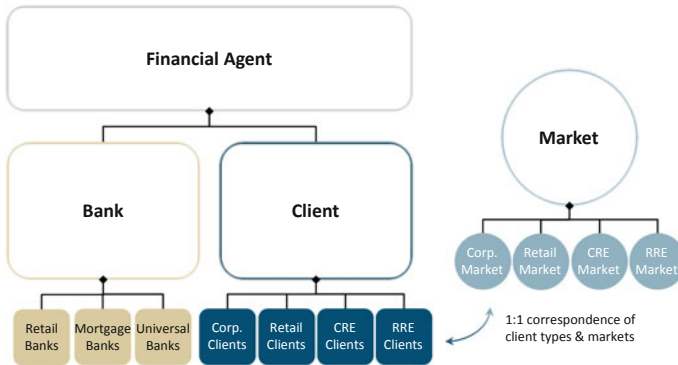 Financial Agent
Market
Bank
Client
Corp.
Market
Retail
Market
CRE
Market
RRE
Market
Retail
Banks
Mortgage
Banks
Universal
Banks
Corp.
Clients
Retail
Clients
CRE
Clients
RRE
Clients
1:1 correspondence of
client types & markets